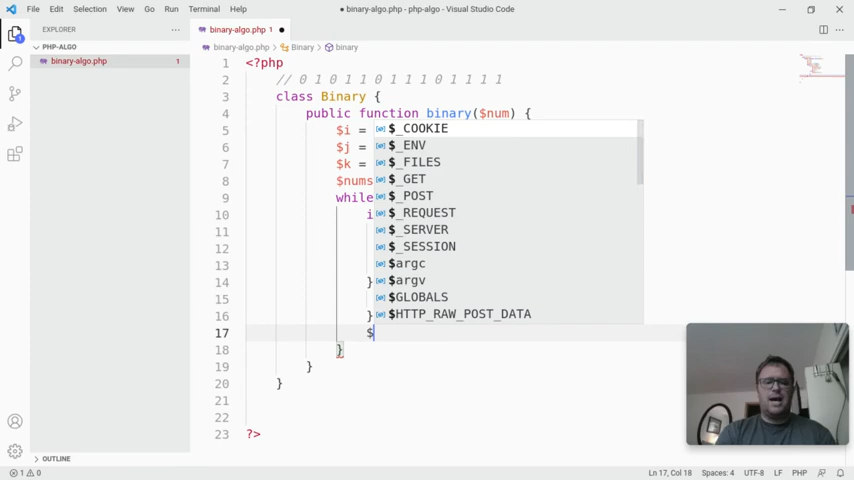 File Edit Selection View Go Run Terminal Help
● binary-algo.php - php-algo - Visual Studio Code
EXPLORER ...
PHP-ALGO
binary-algo.php 1
OUTLINE
binary-algo.php 1 ●
binary-algo.php > Binary > binary
1 <?php
2 // 0 1 0 1 1 0 1 1 1 0 1 1 1 1
3 class Binary {
4 public function binary($num) {
5 $i =
6 $j =
7 $k =
8 $nums
9 while
10 i
11
12
13
14 }
15
16 }
17 $
18 }
19 }
20 }
21
22
23 ?>
$_COOKIE
$_ENV
$_FILES
$_GET
$_POST
$_REQUEST
$_SERVER
$_SESSION
$argc
$argv
$GLOBALS
$HTTP_RAW_POST_DATA
1 0
Ln 17, Col 18 Spaces: 4 UTF-8 LF PHP